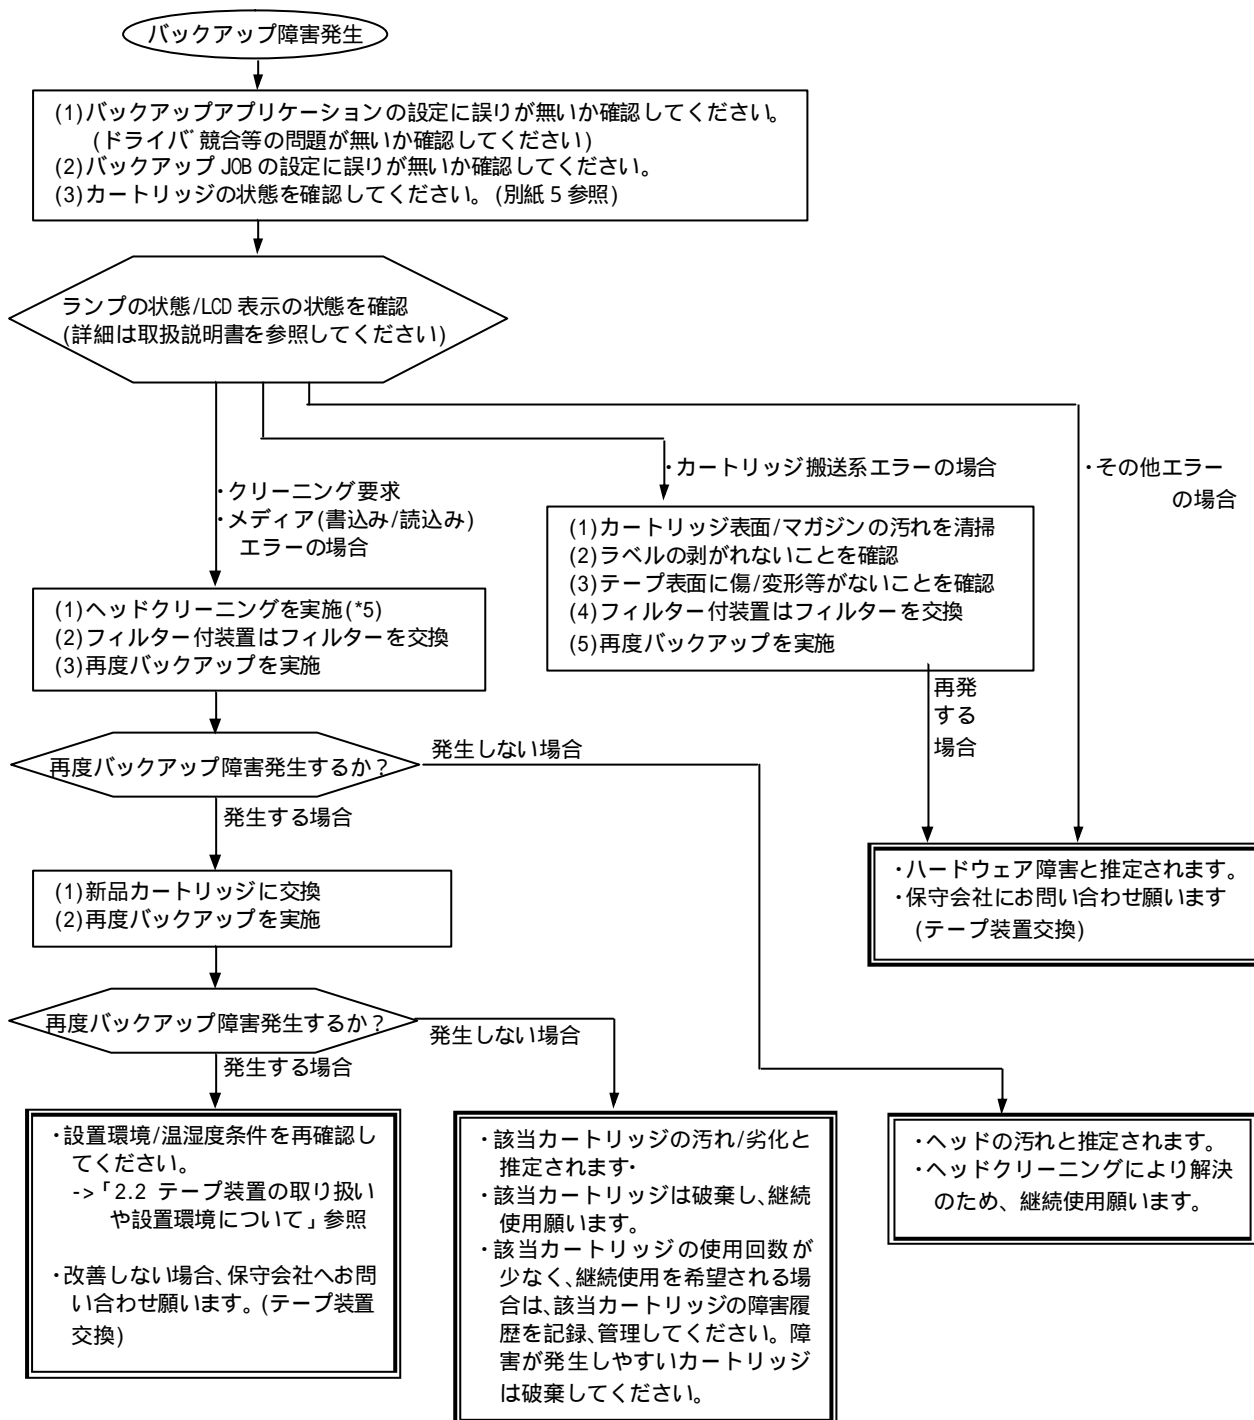 バックアップ障害発生
(1)バックアップアプリケーションの設定に誤りが無いか確認してください。
(ドライバ競合等の問題が無いか確認してください)
(2)バックアップ JOB の設定に誤りが無いか確認してください。
(3)カートリッジの状態を確認してください。(別紙 5 参照)
ランプの状態/LCD 表示の状態を確認
(詳細は取扱説明書を参照してください)
・クリーニング要求
・メディア(書込み/読込み)
エラーの場合
・カートリッジ搬送系エラーの場合
・その他エラー
の場合
(1)カートリッジ表面/マガジンの汚れを清掃
(2)ラベルの剥がれないことを確認
(3)テープ表面に傷/変形等がないことを確認
(4)フィルター付装置はフィルターを交換
(5)再度バックアップを実施
(1)ヘッドクリーニングを実施(*5)
(2)フィルター付装置はフィルターを交換
(3)再度バックアップを実施
再発
する
場合
再度バックアップ障害発生するか?
発生しない場合
発生する場合
・ハードウェア障害と推定されます。
・保守会社にお問い合わせ願います
(テープ装置交換)
(1)新品カートリッジに交換
(2)再度バックアップを実施
再度バックアップ障害発生するか?
発生しない場合
発生する場合
・設置環境/温湿度条件を再確認し
てください。
->「2.2 テープ装置の取り扱い
や設置環境について」参照
・改善しない場合、保守会社へお問
い合わせ願います。(テープ装置
交換)
・該当カートリッジの汚れ/劣化と
推定されます・
・該当カートリッジは破棄し、継続
使用願います。
・該当カートリッジの使用回数が
少なく、継続使用を希望される場
合は、該当カートリッジの障害履
歴を記録、管理してください。障
害が発生しやすいカートリッジ
は破棄してください。
・ヘッドの汚れと推定されます。
・ヘッドクリーニングにより解決
のため、継続使用願います。